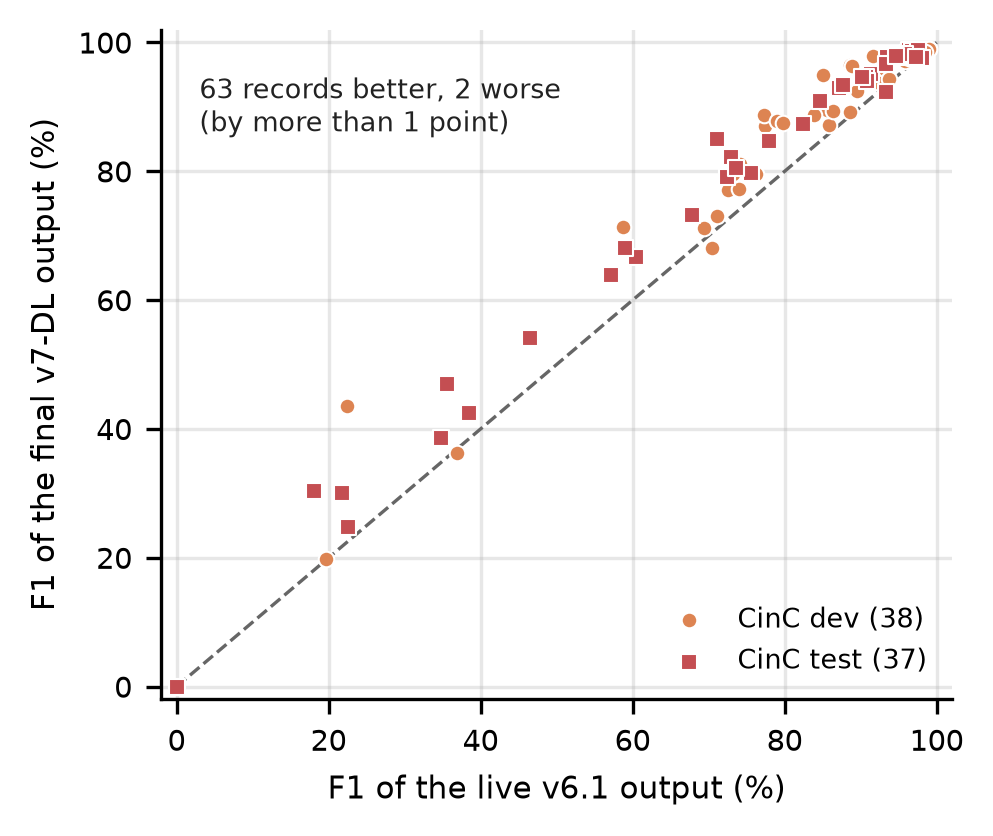 100
80
60
40
20
0
F1 of the final v7-DL output (%)
63 records better, 2 worse
(by more than 1 point)
CinC dev (38)
CinC test (37)
0 20 40 60 80 100
F1 of the live v6.1 output (%)